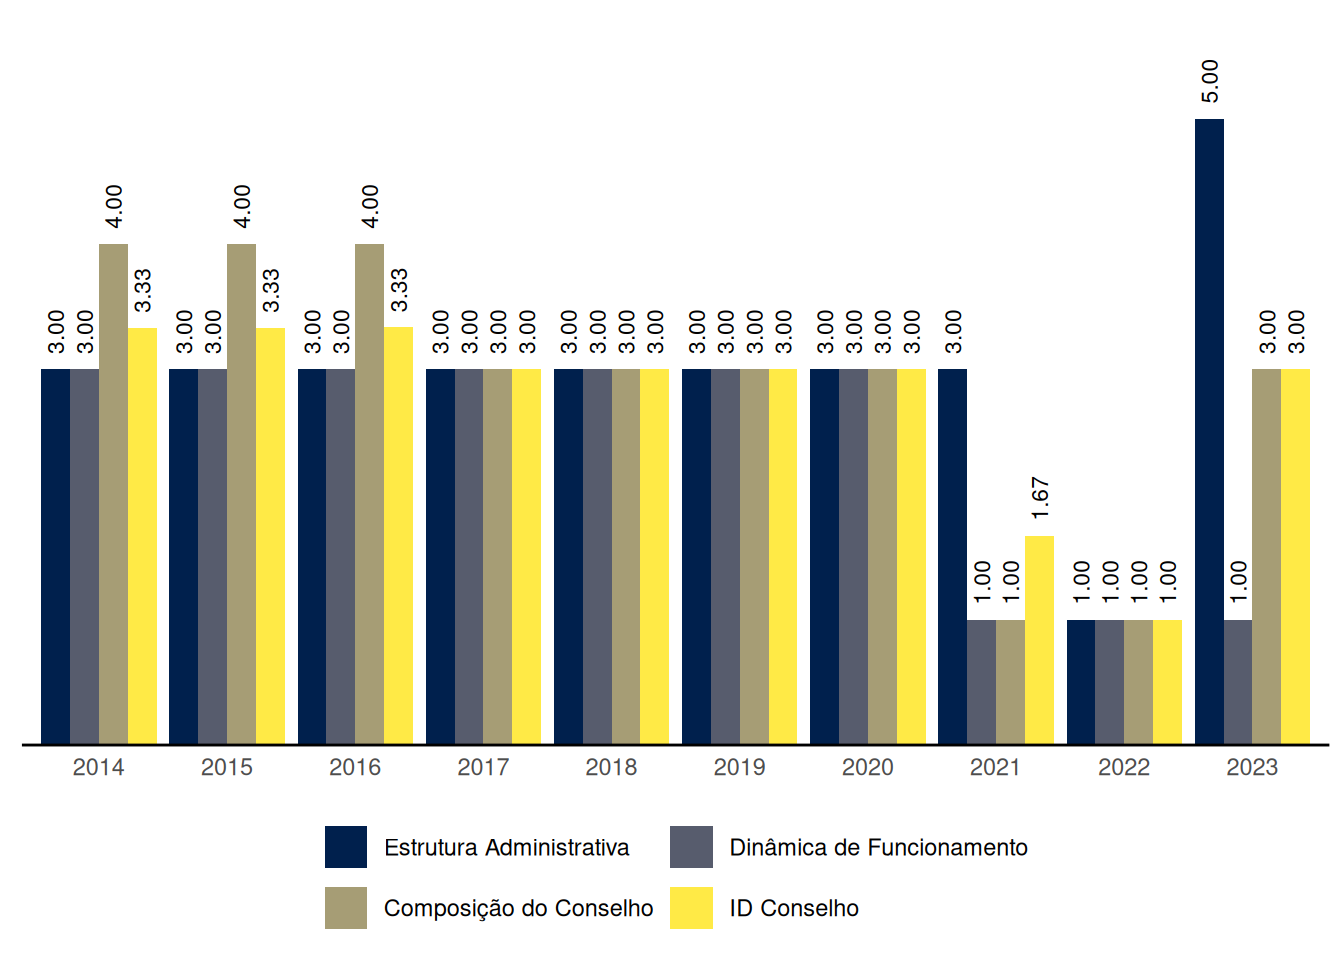 3.00 3.00 4.00 3.33 3.00 3.00 4.00 3.33 3.00 3.00 4.00 3.33 3.00 3.00 3.00 3.00 3.00 3.00 3.00 3.00 3.00 3.00 3.00 3.00 3.00 3.00 3.00 3.00 3.00 1.00 1.00 1.67 1.00 1.00 1.00 1.00 5.00 1.00 3.00 3.00
2014 2015 2016 2017 2018 2019 2020 2021 2022 2023
Estrutura Administrativa Dinâmica de Funcionamento
Composição do Conselho ID Conselho